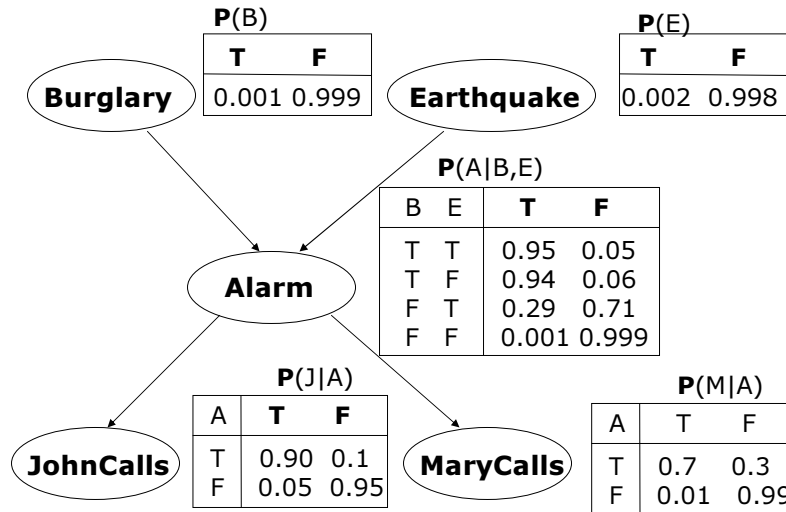 P(B)
T F
Burglary
0.001 0.999
P(E)
T F
Earthquake
0.002 0.998
P(A|B,E)
B E T F
T T 0.95 0.05
T F 0.94 0.06
F T 0.29 0.71
F F 0.001 0.999
Alarm
P(J|A)
A T F
T 0.90 0.1
F 0.05 0.95
JohnCalls
P(M|A)
A T F
T 0.7 0.3
F 0.01 0.99
MaryCalls